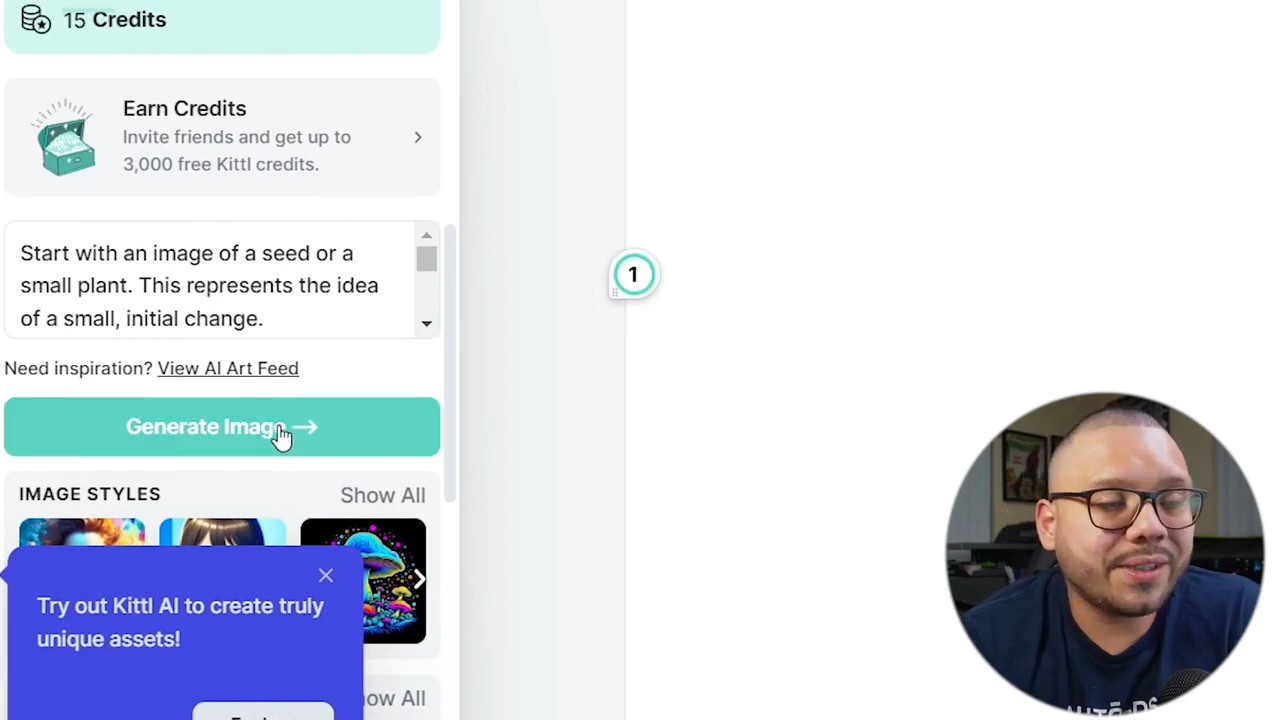 15 Credits
Earn Credits
Invite friends and get up to
3,000 free Kittl credits.
Start with an image of a seed or a
small plant. This represents the idea
of a small, initial change.
1
Need inspiration? View AI Art Feed
Generate Image →
IMAGE STYLES
Show All
Try out Kittl AI to create truly
unique assets!